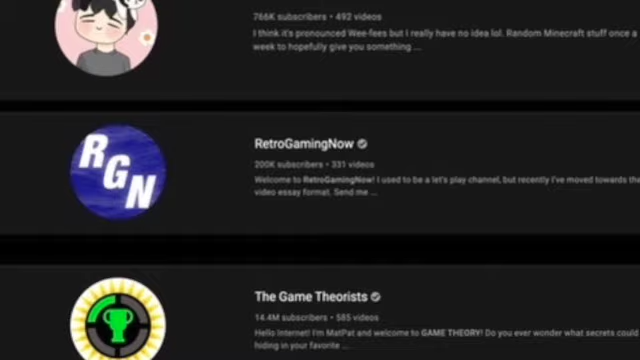 766K subscribers • 492 videos
I think it's pronounced Wee-fees but I really have no idea lol. Random Minecraft stuff once a
week to hopefully give you something ...
RGN
RetroGamingNow
200K subscribers • 331 videos
Welcome to RetroGamingNow! I used to be a let's play channel, but recently I've moved towards the
video essay format. Send me ...
The Game Theorists
14.4M subscribers • 585 videos
Hello Internet! I'm MatPat and welcome to GAME THEORY! Do you ever wonder what secrets could
hiding in your favorite ...